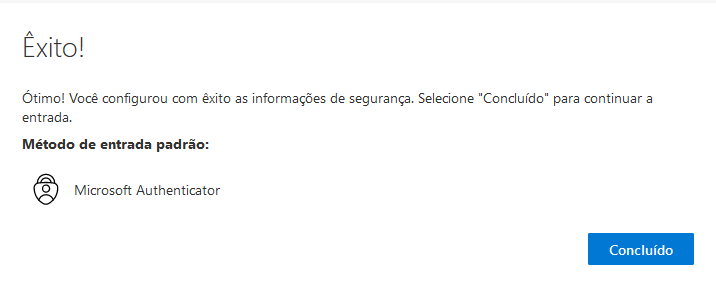 Êxito!
Ótimo! Você configurou com êxito as informações de segurança. Selecione "Concluído" para continuar a
entrada.
Método de entrada padrão:
Microsoft Authenticator
Concluído